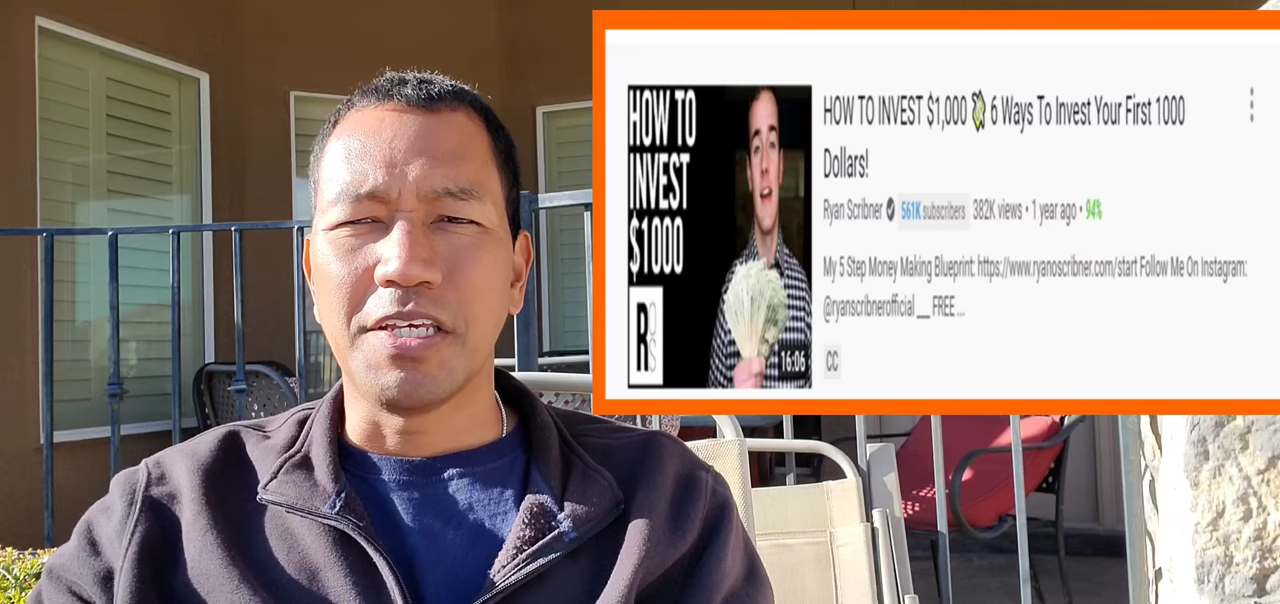 HOW TO
INVEST
$1000
R
16:06
HOW TO INVEST $1,000 💸 6 Ways To Invest Your First 1000
Dollars!
Ryan Scribner 561K subscribers 382K views • 1 year ago • 94%
My 5 Step Money Making Blueprint: https://www.ryanoscribner.com/start Follow Me On Instagram:
@ryanscribnerofficial __ FREE ...
CC